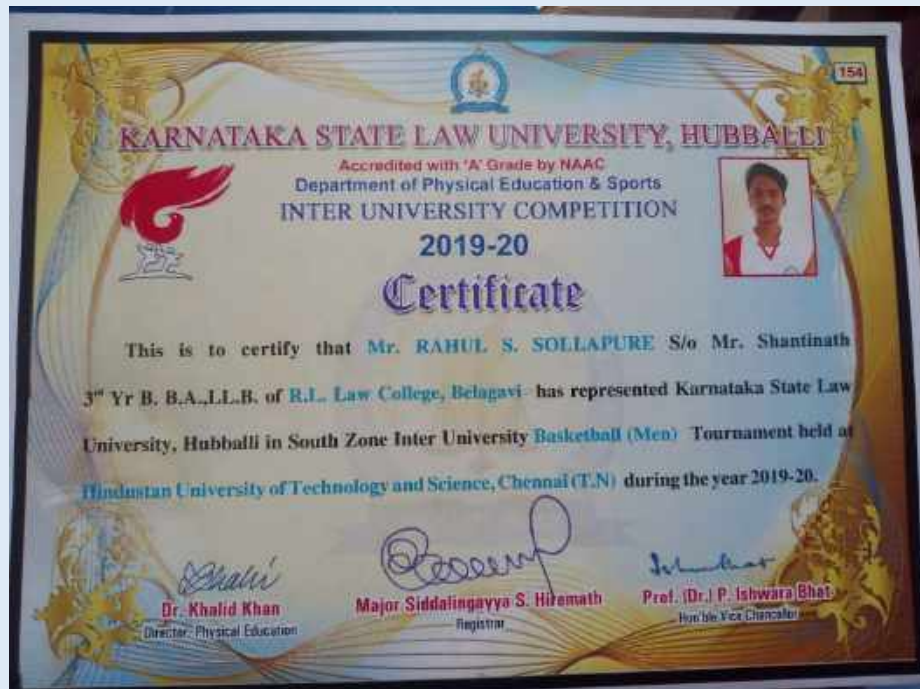 154
KARNATAKA STATE LAW UNIVERSITY, HUBBALLI
Accredited with 'A' Grade by NAAC
Department of Physical Education & Sports
INTER UNIVERSITY COMPETITION
2019-20
Certificate
This is to certify that Mr. RAHUL S. SOLLAPURE S/o Mr. Shantinath
3rd Yr B. B.A.,LL.B. of R.L. Law College, Belagavi has represented Karnataka State Law
University, Hubballi in South Zone Inter University Basketball (Men) Tournament held at
Hindustan University of Technology and Science, Chennai (T.N) during the year 2019-20.
Dr. Khalid Khan
Director, Physical Education
Major Siddalingayya S. Hiremath
Registrar
Prof. (Dr.) P. Ishwara Bhat
Hon'ble Vice Chancellor